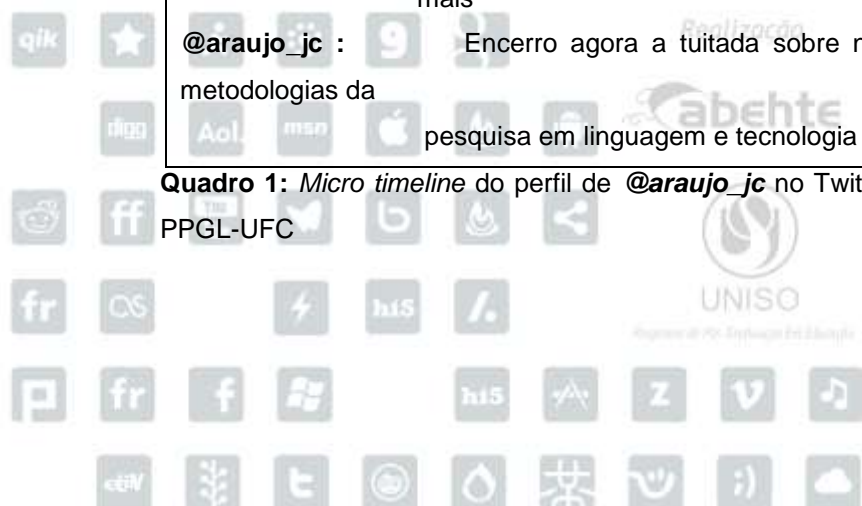 mais
@araujo_jc : Encerro agora a tuitada sobre
metodologias da
pesquisa em linguagem e tecnologia
Quadro 1: Micro timeline do perfil de @araujo_jc no
PPGL-UFC
Realização
abehte
UNISO
qik
digg
Aol.
msn
ff
fr
hi5
fr
f
hi5
z
;)